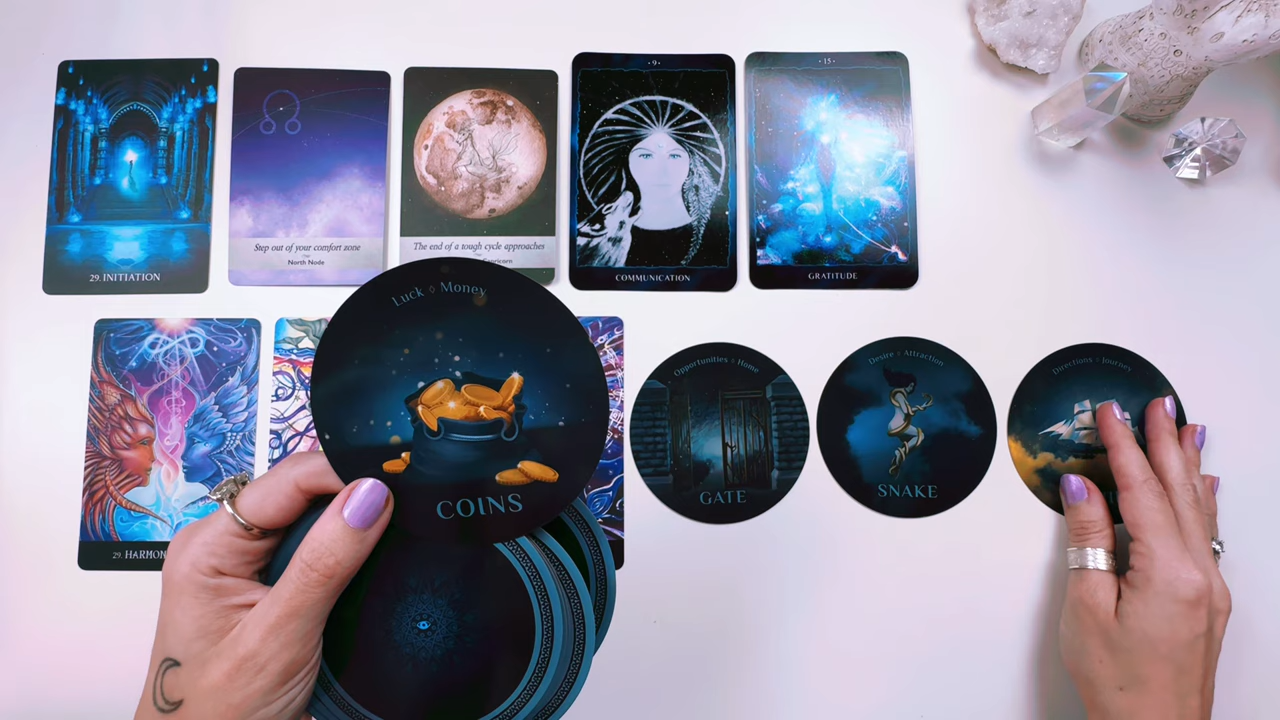 29. INITIATION
Step out of your comfort zone
North Node
The end of a tough cycle approaches
Capricorn
· 9 ·
COMMUNICATION
· 15 ·
GRATITUDE
29. HARMON
Luck ◊ Money
COINS
Opportunities ◊ Home
GATE
Desire ◊ Attraction
SNAKE
Directions ◊ Journey